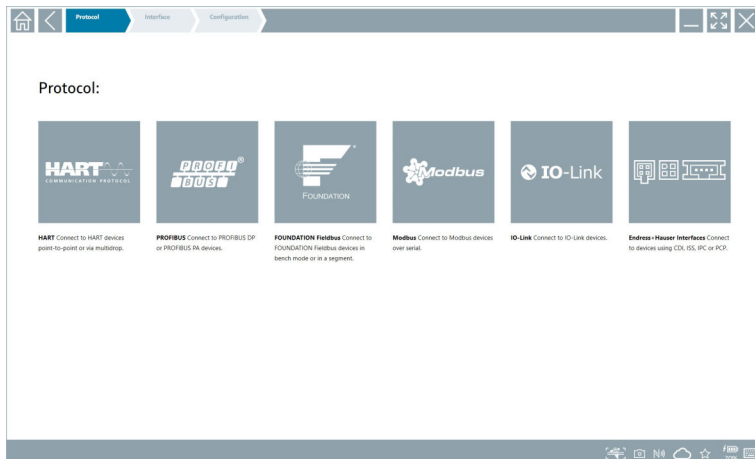 Protocol
Interface
Configuration
Protocol:
HART
COMMUNICATION PROTOCOL
PROFI®
BUS
FOUNDATION
Modbus
IO-Link
HART Connect to HART devices
point-to-point or via multidrop.
PROFIBUS Connect to PROFIBUS DP
or PROFIBUS PA devices.
FOUNDATION Fieldbus Connect to
FOUNDATION Fieldbus devices in
bench mode or in a segment.
Modbus Connect to Modbus devices
over serial.
IO-Link Connect to IO-Link devices.
Endress+Hauser Interfaces Connect
to devices using CDI, ISS, IPC or PCP.